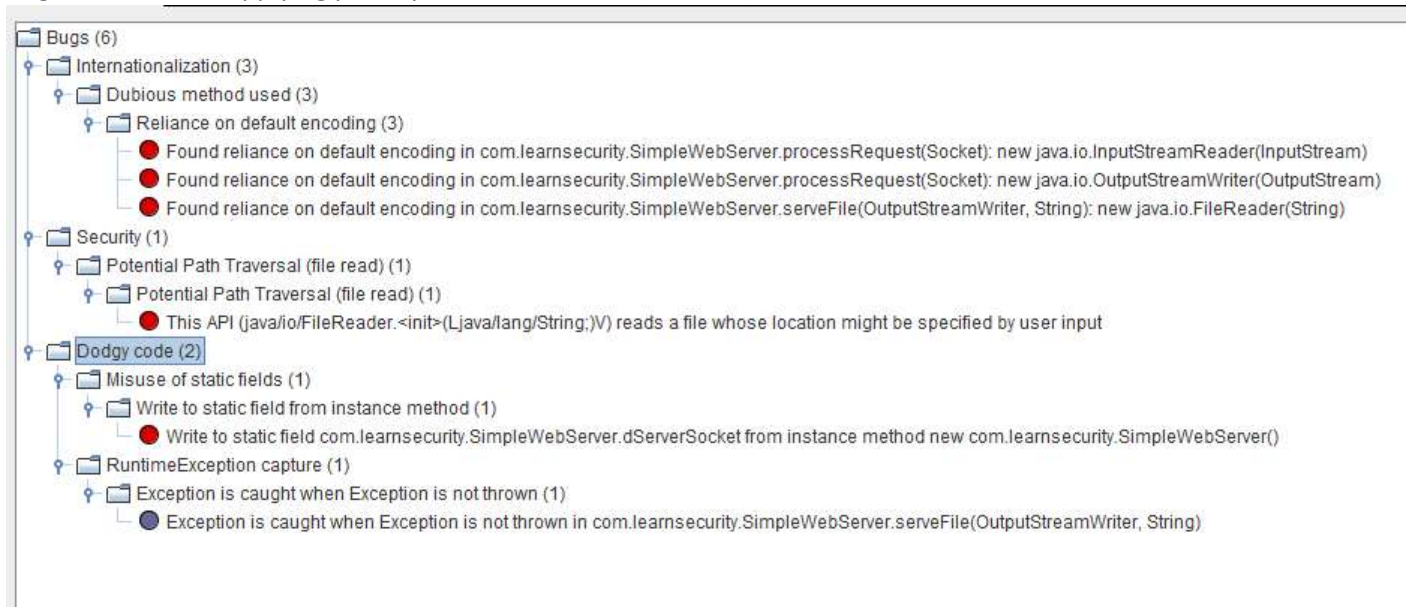 Bugs (6)
Internationalization (3)
Dubious method used (3)
Reliance on default encoding (3)
Found reliance on default encoding in com.learnsecurity.SimpleWebServer.processRequest(Socket): new java.io.InputStreamReader(InputStream)
Found reliance on default encoding in com.learnsecurity.SimpleWebServer.processRequest(Socket): new java.io.OutputStreamWriter(OutputStream)
Found reliance on default encoding in com.learnsecurity.SimpleWebServer.serveFile(OutputStreamWriter, String): new java.io.FileReader(String)
Security (1)
Potential Path Traversal (file read) (1)
Potential Path Traversal (file read) (1)
This API (java/io/FileReader.<init>(Ljava/lang/String;)V) reads a file whose location might be specified by user input
Dodgy code (2)
Misuse of static fields (1)
Write to static field from instance method (1)
Write to static field com.learnsecurity.SimpleWebServer.dServerSocket from instance method new com.learnsecurity.SimpleWebServer()
RuntimeException capture (1)
Exception is caught when Exception is not thrown (1)
Exception is caught when Exception is not thrown in com.learnsecurity.SimpleWebServer.serveFile(OutputStreamWriter, String)